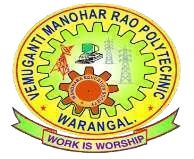 VEMUGANTI MANOHAR RAO POLYTECHNIC
WARANGAL.
WORK IS WORSHIP